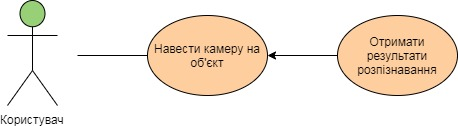 Навести камеру на
об'єкт
Отримати
результати
розпізнавання
Користувач